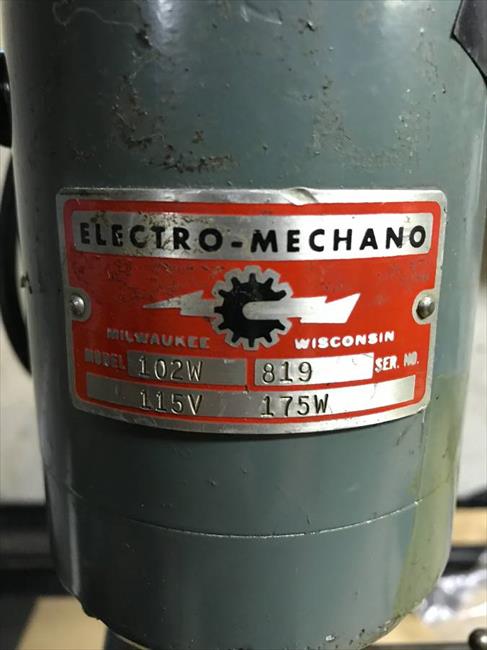 ELECTRO-MECHANO
MILWAUKEE WISCONSIN
MODEL 102W 819 SER. NO.
115V 175W